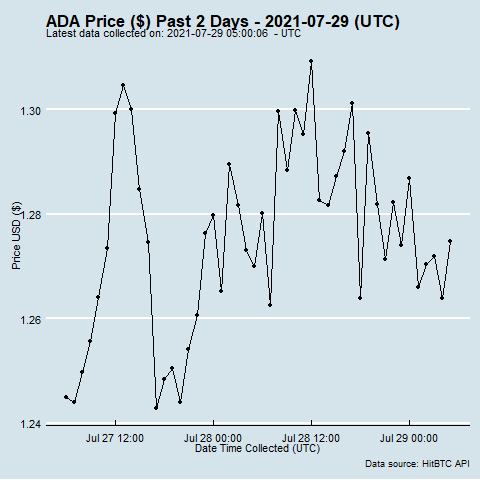 ADA Price ($) Past 2 Days - 2021-07-29 (UTC)
Latest data collected on: 2021-07-29 05:00:06 - UTC
Price USD ($)
1.30
1.28
1.26
1.24
Jul 27 12:00
Jul 28 00:00
Jul 28 12:00
Jul 29 00:00
Date Time Collected (UTC)
Data source: HitBTC API